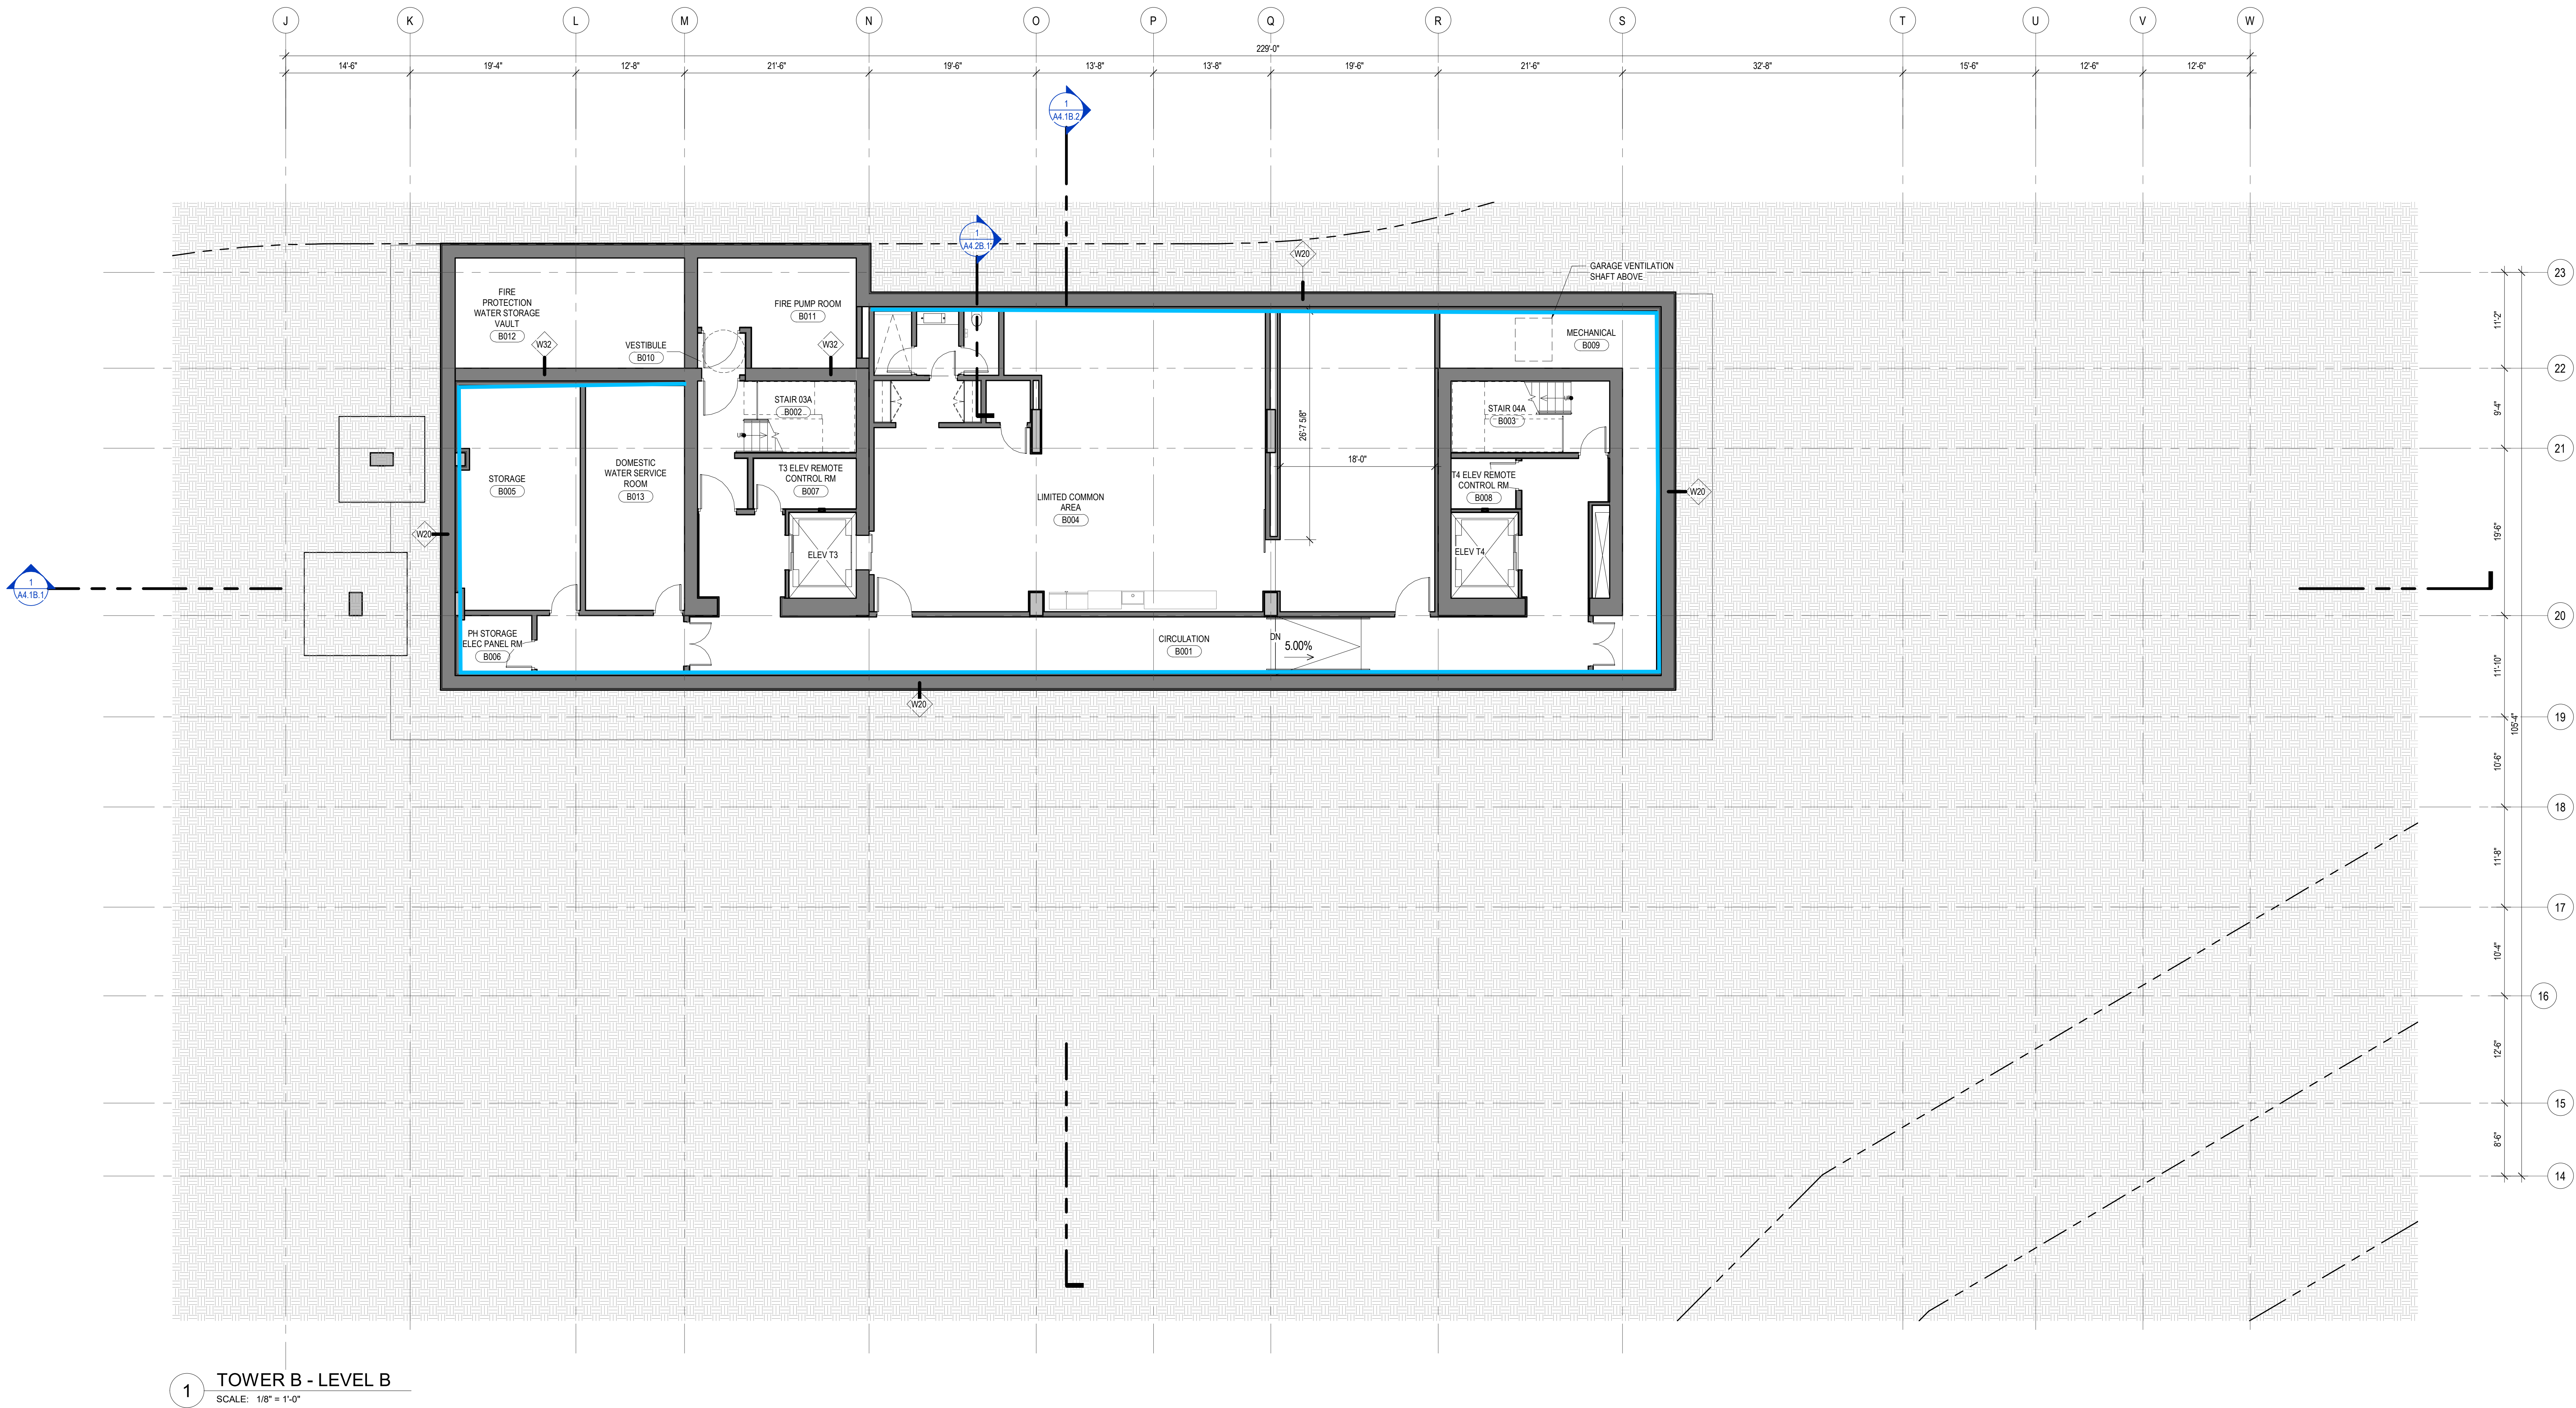 J K L M N O P Q R S T U V W
229'-0"
14'-6" 19'-4" 12'-8" 21'-6" 19'-6" 13'-8" 13'-8" 19'-6" 21'-6" 32'-8" 15'-6" 12'-6" 12'-6"
1
A4.1B.2
1
A4.2B.1
W20
GARAGE VENTILATION
SHAFT ABOVE
23
FIRE
PROTECTION
WATER STORAGE
VAULT
B012
W32
FIRE PUMP ROOM
B011
VESTIBULE
B010
W32
MECHANICAL
B009
11'-2"
22
STAIR 03A
B002
UP
STAIR 04A
B003
UP
26'-7 5/8"
9'-4"
21
18'-0"
STORAGE
B005
DOMESTIC
WATER SERVICE
ROOM
B013
T3 ELEV REMOTE
CONTROL RM
B007
LIMITED COMMON
AREA
B004
T4 ELEV REMOTE
CONTROL RM
B008
W20
W20
19'-6"
ELEV T3
ELEV T4
1
A4.1B.1
20
PH STORAGE
ELEC PANEL RM
B006
CIRCULATION
B001
DN
5.00%
11'-10"
W20
19
105'-4"
10'-6"
18
11'-8"
17
10'-4"
16
12'-6"
15
8'-6"
14
1
TOWER B - LEVEL B
SCALE: 1/8" = 1'-0"